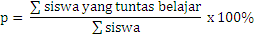 p = ∑ siswa yang tuntas belajar / ∑ siswa x 100%